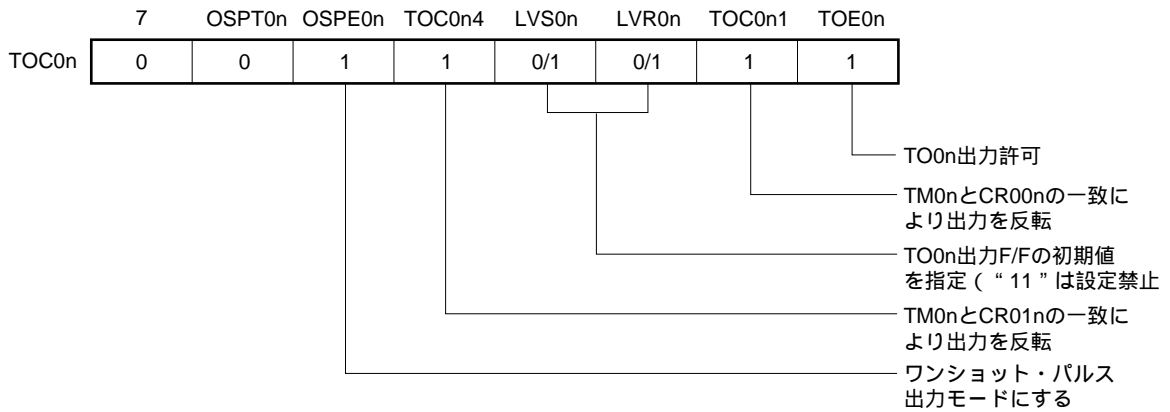 7 OSPT0n OSPE0n TOC0n4 LVS0n LVR0n TOC0n1 TOE0n
TOC0n 0 0 1 1 0/1 0/1 1 1
TO0n出力許可
TM0nとCR00nの一致に
より出力を反転
TO0n出力F/Fの初期値
を指定（“11”は設定禁止
TM0nとCR01nの一致に
より出力を反転
ワンショット・パルス
出力モードにする